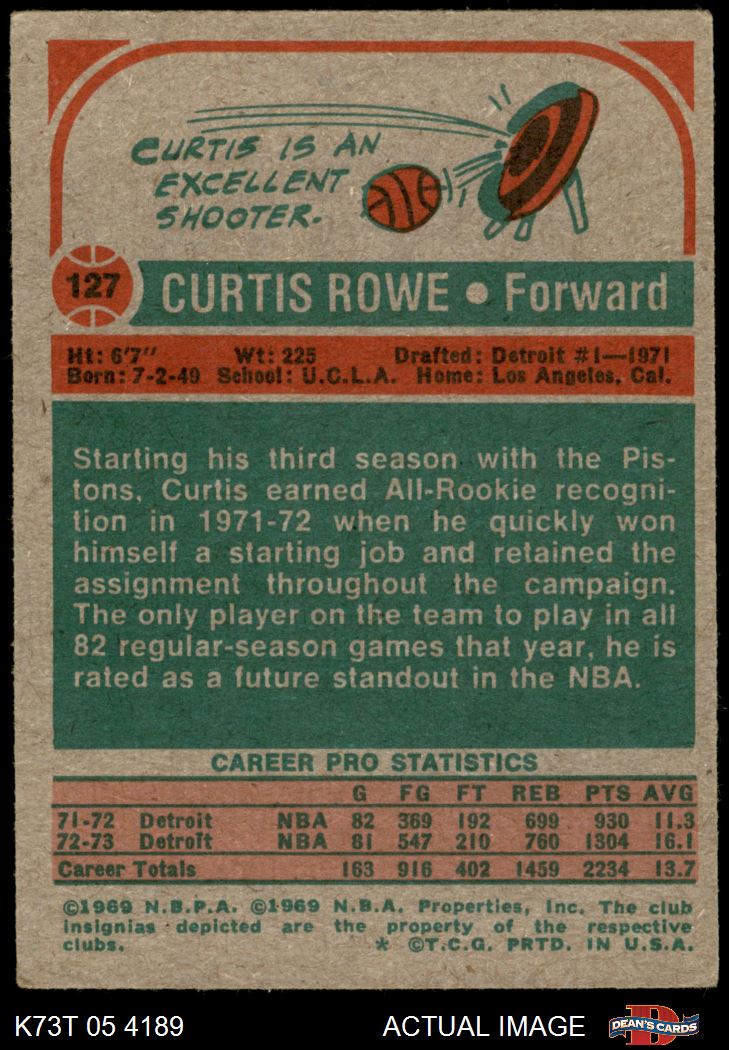 CURTIS IS AN
EXCELLENT
SHOOTER.
127
CURTIS ROWE • Forward
Ht: 6'7" Wt: 225 Drafted: Detroit #1—1971
Born: 7-2-49 School: U.C.L.A. Home: Los Angeles, Cal.
Starting his third season with the Pis-
tons, Curtis earned All-Rookie recogni-
tion in 1971-72 when he quickly won
himself a starting job and retained the
assignment throughout the campaign.
The only player on the team to play in all
82 regular-season games that year, he is
rated as a future standout in the NBA.
CAREER PRO STATISTICS
G FG FT REB PTS AVG
71-72 Detroit NBA 82 369 192 699 930 11.3
72-73 Detroit NBA 81 547 210 760 1304 16.1
Career Totals 163 916 402 1459 2234 13.7
©1969 N.B.P.A. ©1969 N.B.A. Properties, Inc. The club
insignias depicted are the property of the respective
clubs. * ©T.C.G. PRTD. IN U.S.A.
K73T 05 4189 ACTUAL IMAGE D DEAN'S CARDS